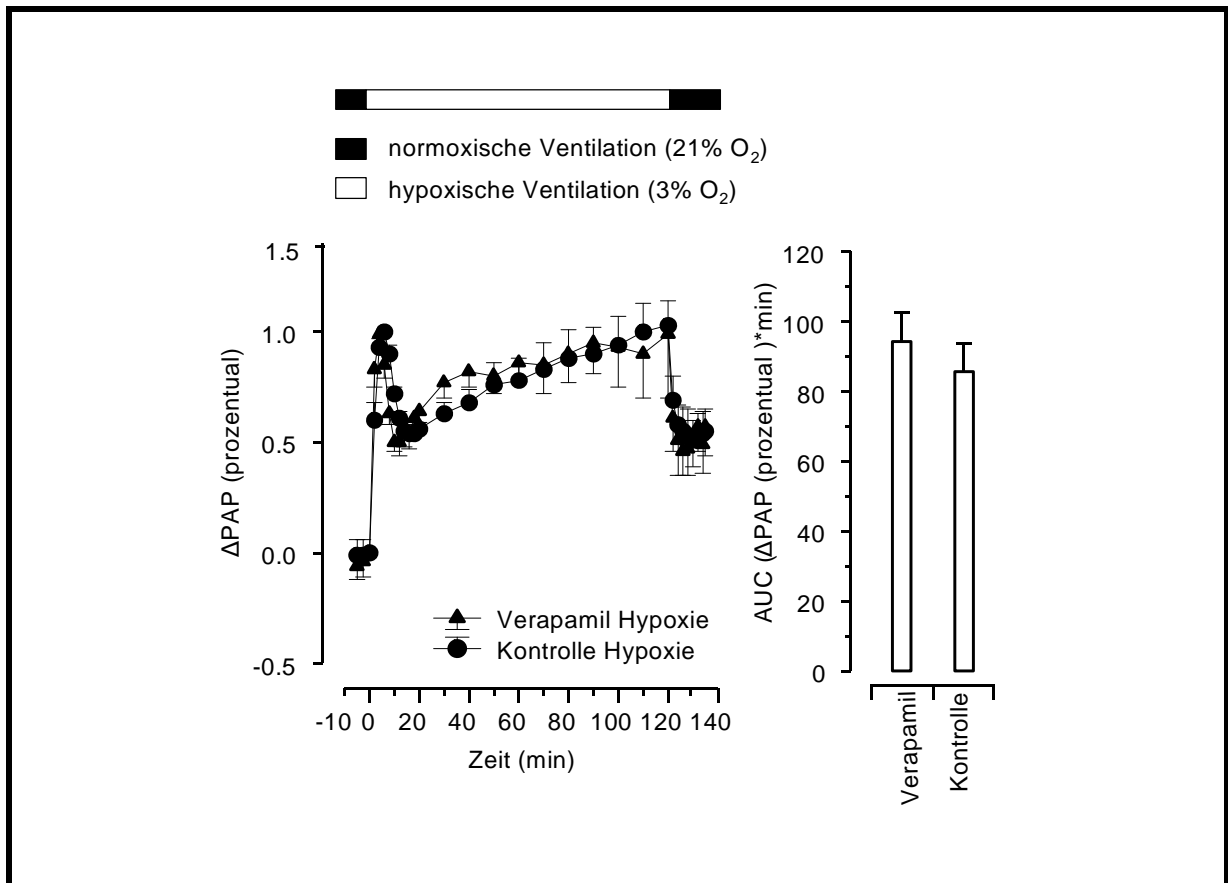 normoxische Ventilation (21% O₂)
hypoxische Ventilation (3% O₂)
ΔPAP (prozentual)
1.5
1.0
0.5
0.0
-0.5
Verapamil Hypoxie
Kontrolle Hypoxie
-10 0 20 40 60 80 100 120 140
Zeit (min)
AUC (ΔPAP (prozentual )*min)
120
100
80
60
40
20
0
Verapamil
Kontrolle